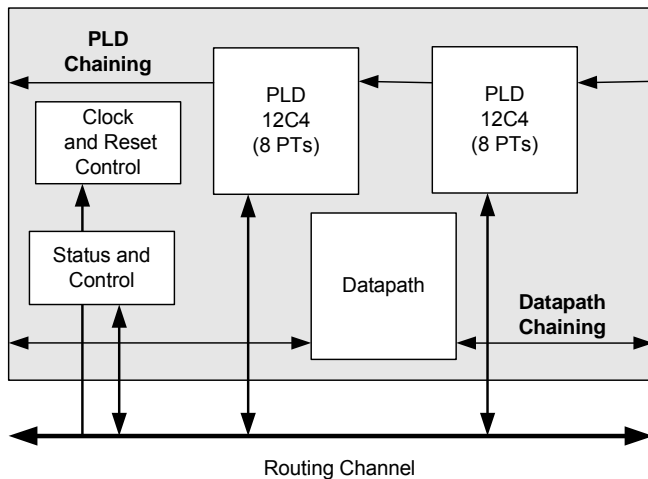 PLD
Chaining
PLD
12C4
(8 PTs)
PLD
12C4
(8 PTs)
Clock
and Reset
Control
Status and
Control
Datapath
Datapath
Chaining
Routing Channel